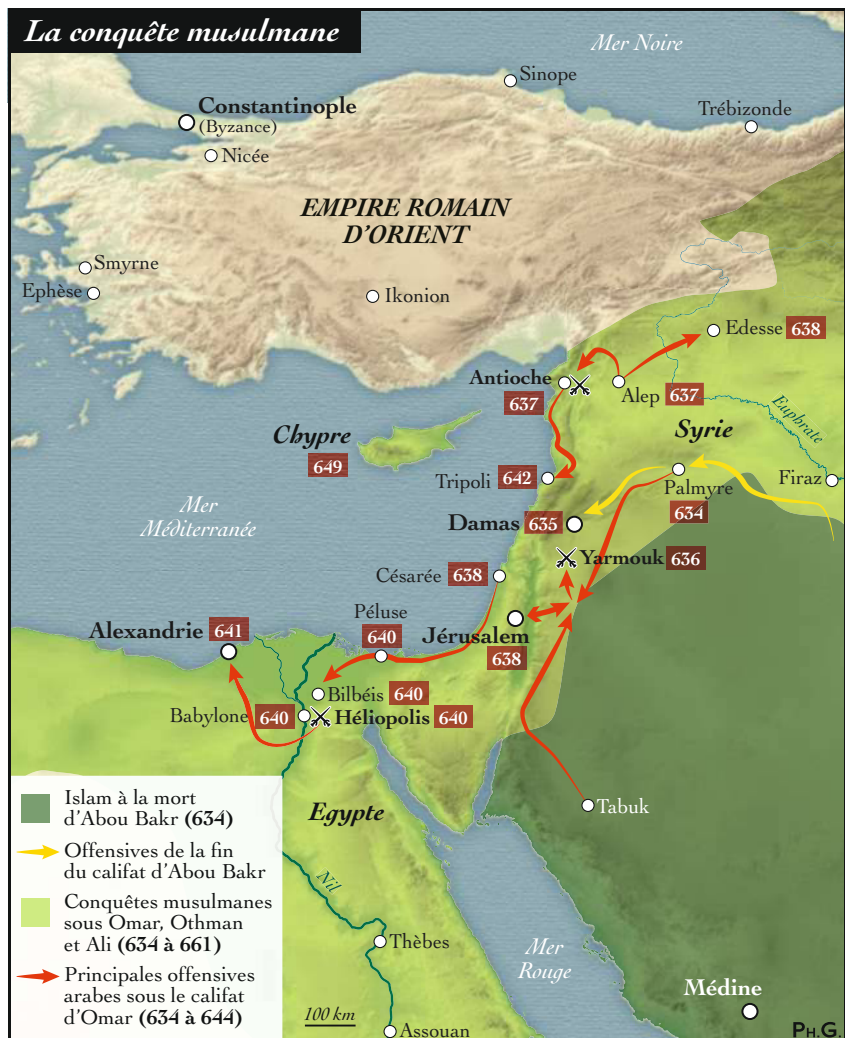 La conquête musulmane
Mer Noire
Sinope
Constantinople
(Byzance)
Trébizonde
Nicée
EMPIRE ROMAIN
D'ORIENT
Smyrne
Ephèse
Ikonion
Edesse 638
Antioche
637
Alep 637
Euphrate
Chypre
649
Syrie
Tripoli 642
Palmyre
634
Firaz
Mer
Méditerranée
Damas 635
Yarmouk 636
Césarée 638
Péluse
640
Alexandrie 641
Jérusalem
638
Bilbéis 640
Babylone 640
Héliopolis 640
Tabuk
Egypte
Islam à la mort
d'Abou Bakr (634)
Offensives de la fin
du califat d'Abou Bakr
Conquêtes musulmanes
sous Omar, Othman
et Ali (634 à 661)
Principales offensives
arabes sous le califat
d'Omar (634 à 644)
Nil
Thèbes
Mer
Rouge
Médine
100 km
Assouan
PH.G.